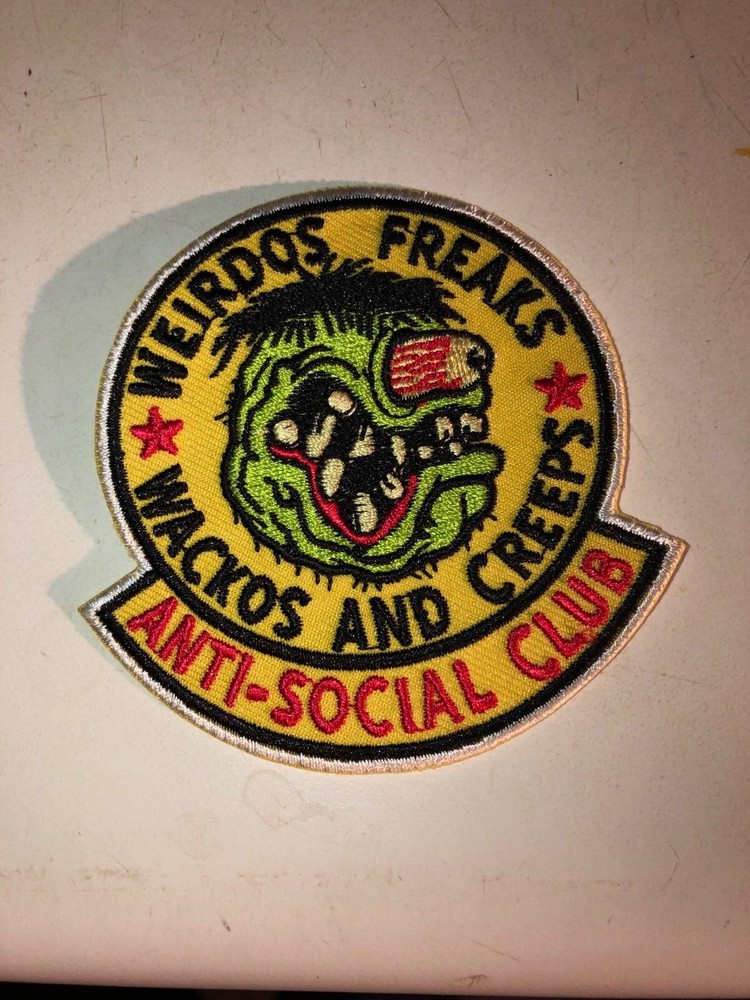 WEIRDOS FREAKS
WACKOS AND CREEPS
ANTI-SOCIAL CLUB